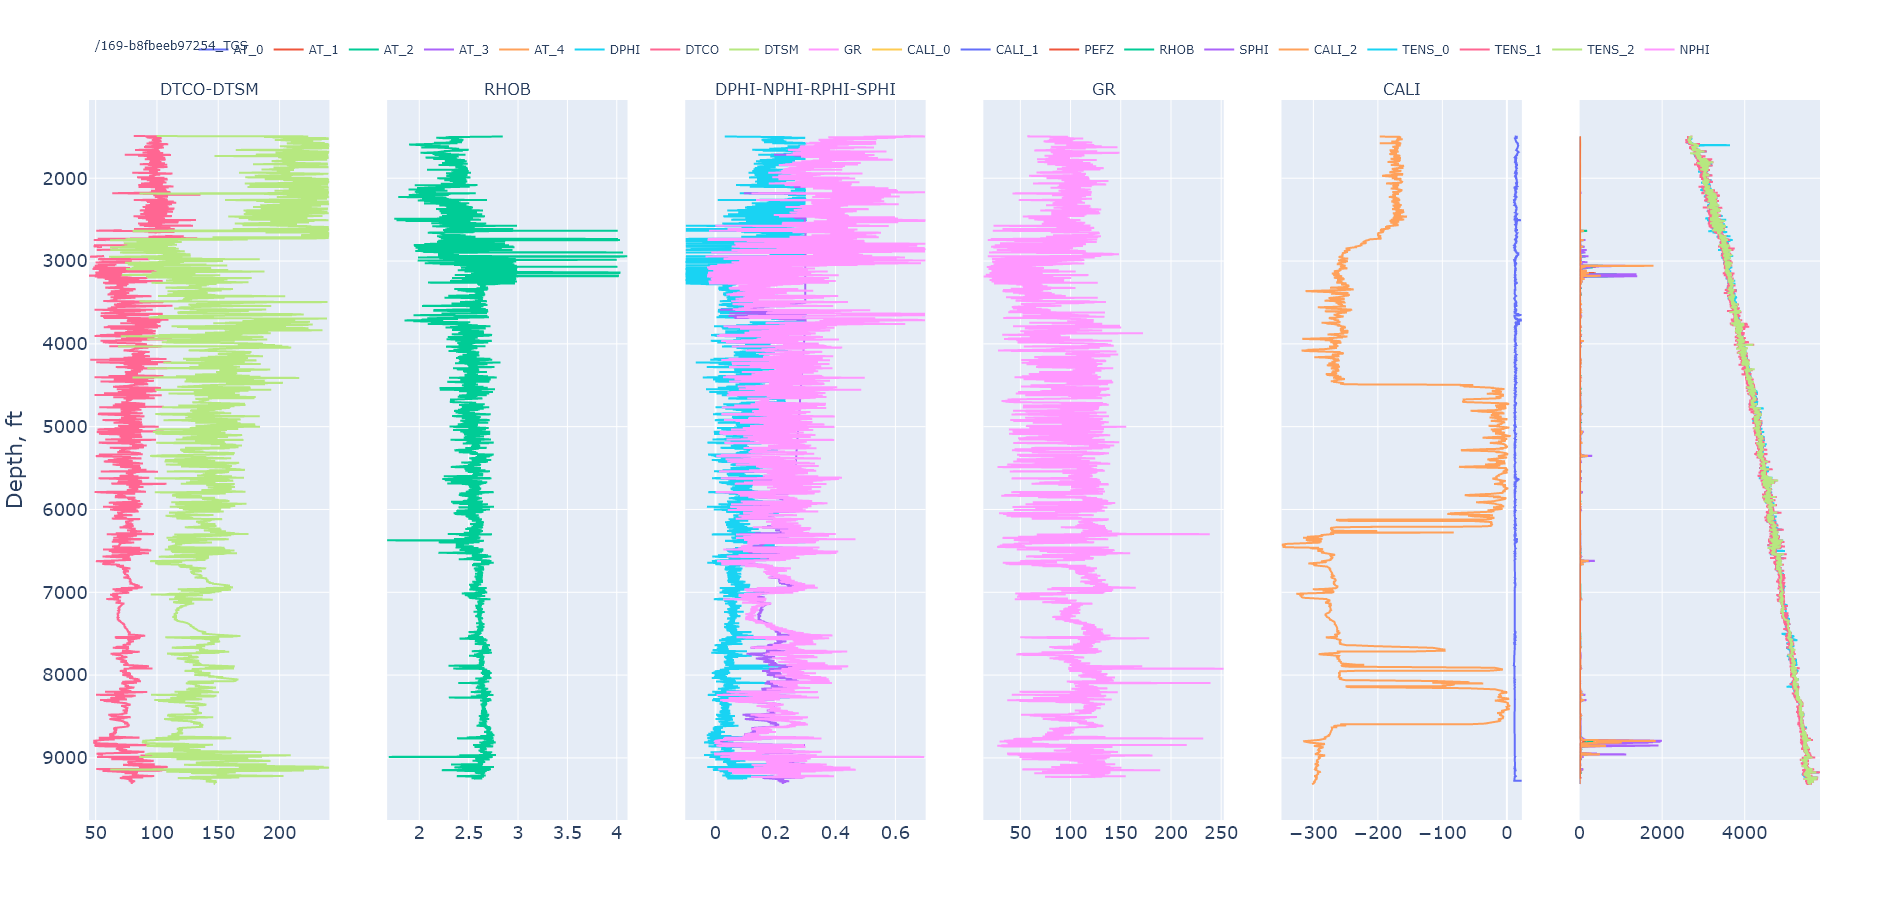 /169-b8fbeeb97254_TGS
AT_0 AT_1 AT_2 AT_3 AT_4 DPHI DTCO DTSM GR CALI_0 CALI_1 PEFZ RHOB SPHI CALI_2 TENS_0 TENS_1 TENS_2 NPHI
DTCO-DTSM RHOB DPHI-NPHI-RPHI-SPHI GR CALI
Depth, ft
2000
3000
4000
5000
6000
7000
8000
9000
50 100 150 200 2 2.5 3 3.5 4 0 0.2 0.4 0.6 50 100 150 200 250 −300 −200 −100 0 0 2000 4000